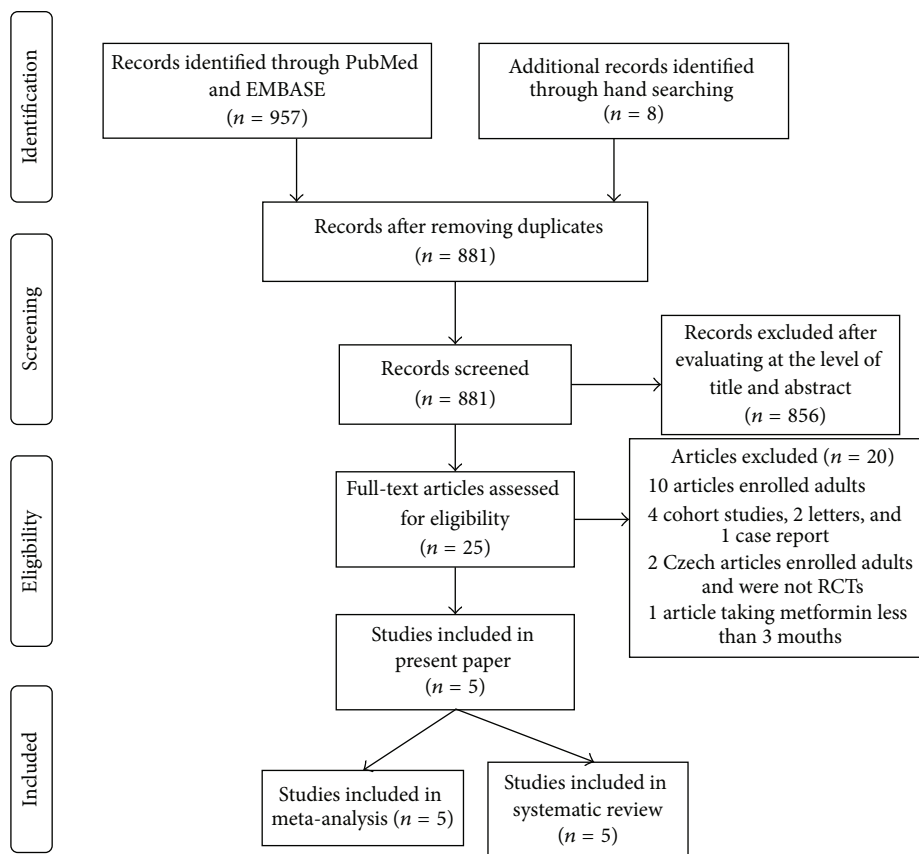 Identification
Records identified through PubMed
and EMBASE
(n = 957)
Additional records identified
through hand searching
(n = 8)
Records after removing duplicates
(n = 881)
Screening
Records screened
(n = 881)
Records excluded after
evaluating at the level of
title and abstract
(n = 856)
Eligibility
Full-text articles assessed
for eligibility
(n = 25)
Articles excluded (n = 20)
10 articles enrolled adults
4 cohort studies, 2 letters, and
1 case report
2 Czech articles enrolled adults
and were not RCTs
1 article taking metformin less
than 3 mouths
Studies included in
present paper
(n = 5)
Included
Studies included in
meta-analysis (n = 5)
Studies included in
systematic review
(n = 5)